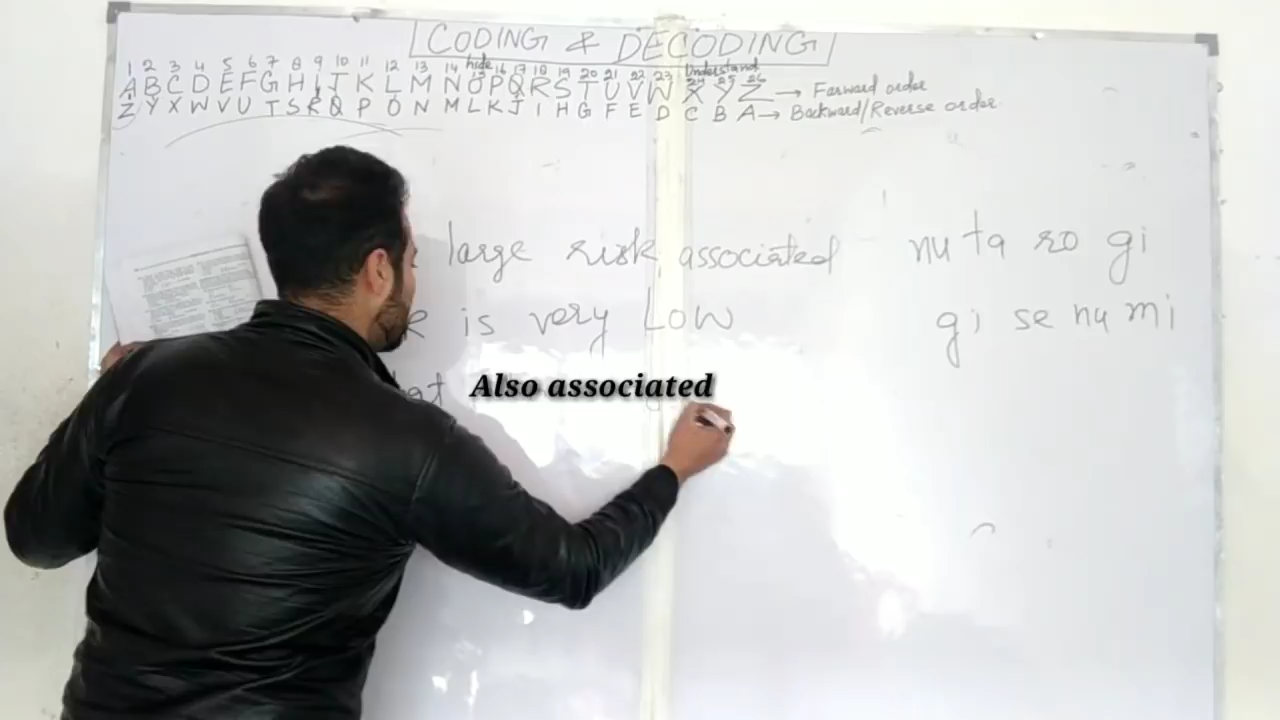 CODING & DECODING
hide Understand
1 2 3 4 5 6 7 8 9 10 11 12 13 14 15 16 17 18 19 20 21 22 23 24 25 26
A B C D E F G H I J K L M N O P Q R S T U V W X Y Z → Forward order
Z Y X W V U T S R Q P O N M L K J I H G F E D C B A → Backward/Reverse order
large risk associated nu ta ro gi
is very Low gi se nu mi
Also associated